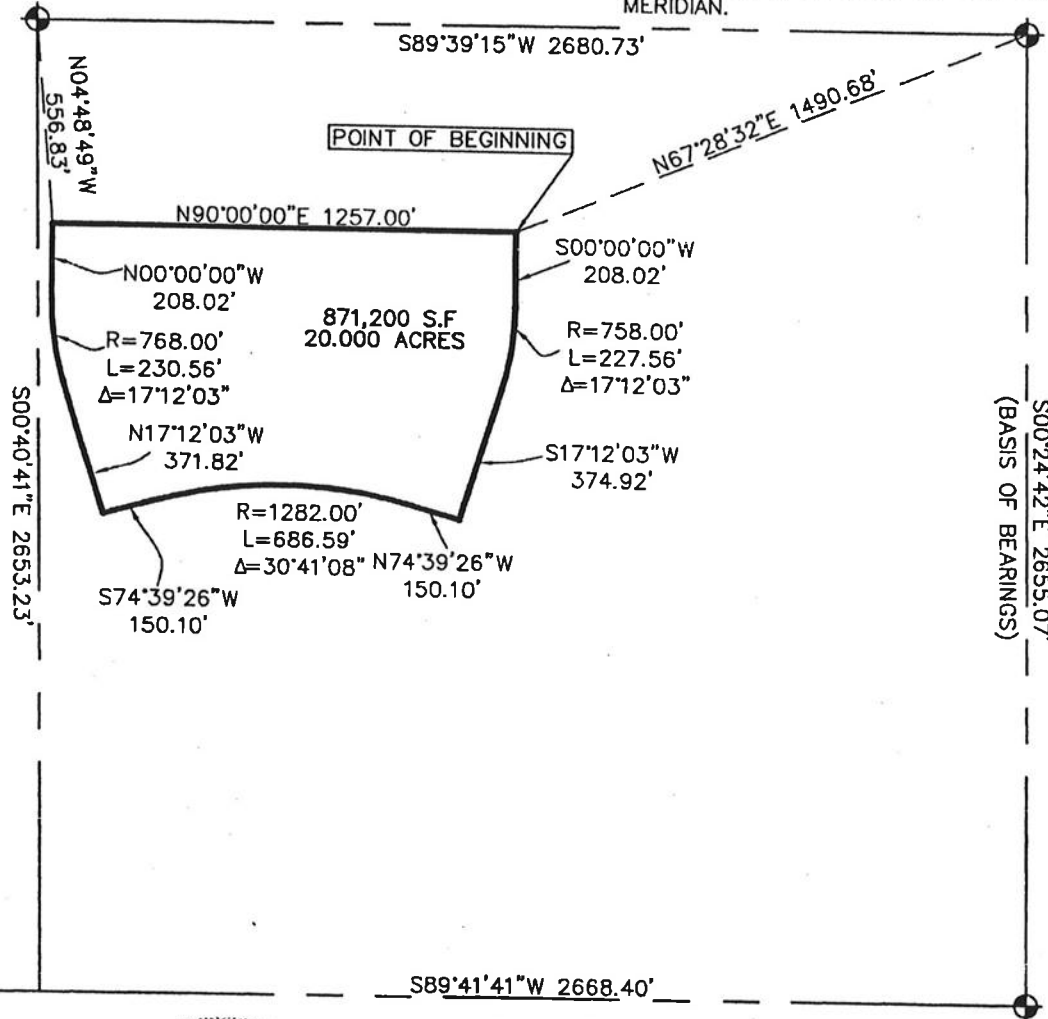 MERIDIAN.
S89°39'15"W 2680.73'
N04°48'49"W
556.83'
N67°28'32"E 1490.68'
POINT OF BEGINNING
N90°00'00"E 1257.00'
S00°00'00"W
208.02'
N00°00'00"W
208.02'
871,200 S.F
20.000 ACRES
R=768.00'
L=230.56'
Δ=17°12'03"
R=758.00'
L=227.56'
Δ=17°12'03"
S00°40'41"E 2653.23'
S00°24'42"E 2655.07'
(BASIS OF BEARINGS)
N17°12'03"W
371.82'
S17°12'03"W
374.92'
R=1282.00'
L=686.59'
Δ=30°41'08"
N74°39'26"W
150.10'
S74°39'26"W
150.10'
S89°41'41"W 2668.40'